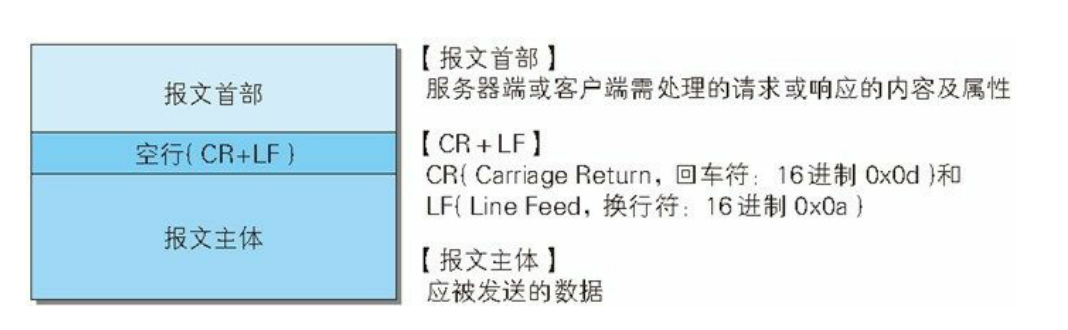 报文首部
空行(CR+LF)
报文主体
【报文首部】
服务器端或客户端需处理的请求或响应的内容及属性
【CR+LF】
CR(Carriage Return，回车符：16进制 0x0d)和
LF(Line Feed，换行符：16进制 0x0a)
【报文主体】
应被发送的数据